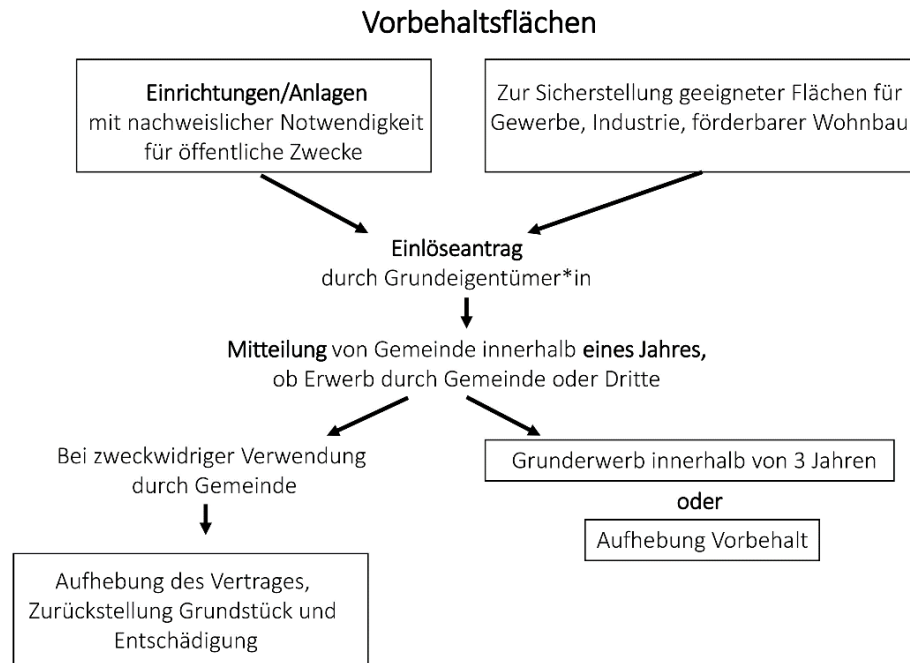 Vorbehaltsflächen
Einrichtungen/Anlagen
mit nachweislicher Notwendigkeit
für öffentliche Zwecke
Zur Sicherstellung geeigneter Flächen für
Gewerbe, Industrie, förderbarer Wohnbau
Einlöseantrag
durch Grundeigentümer*in
Mitteilung von Gemeinde innerhalb eines Jahres,
ob Erwerb durch Gemeinde oder Dritte
Bei zweckwidriger Verwendung
durch Gemeinde
Aufhebung des Vertrages,
Zurückstellung Grundstück und
Entschädigung
Grunderwerb innerhalb von 3 Jahren
oder
Aufhebung Vorbehalt